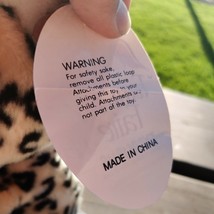 WARNING
For safety sake,
remove all plastic loop
Attachments before
giving this toy to your
child. Attachments are
not part of the toy.
MADE IN CHINA